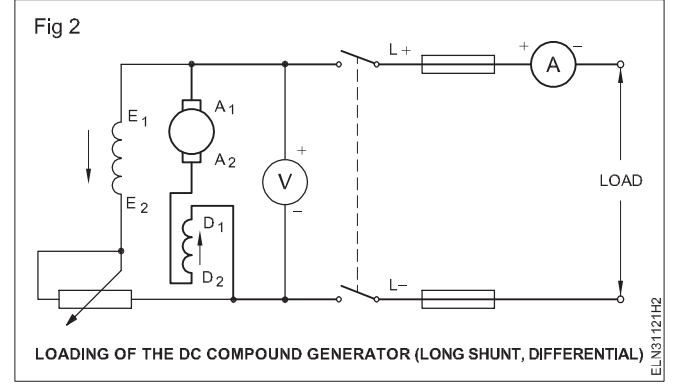 Fig 2
L + + A −
E1 A1
A2 + V −
E2
D1
D2
LOAD
L−
LOADING OF THE DC COMPOUND GENERATOR (LONG SHUNT, DIFFERENTIAL)
ELN31121H2